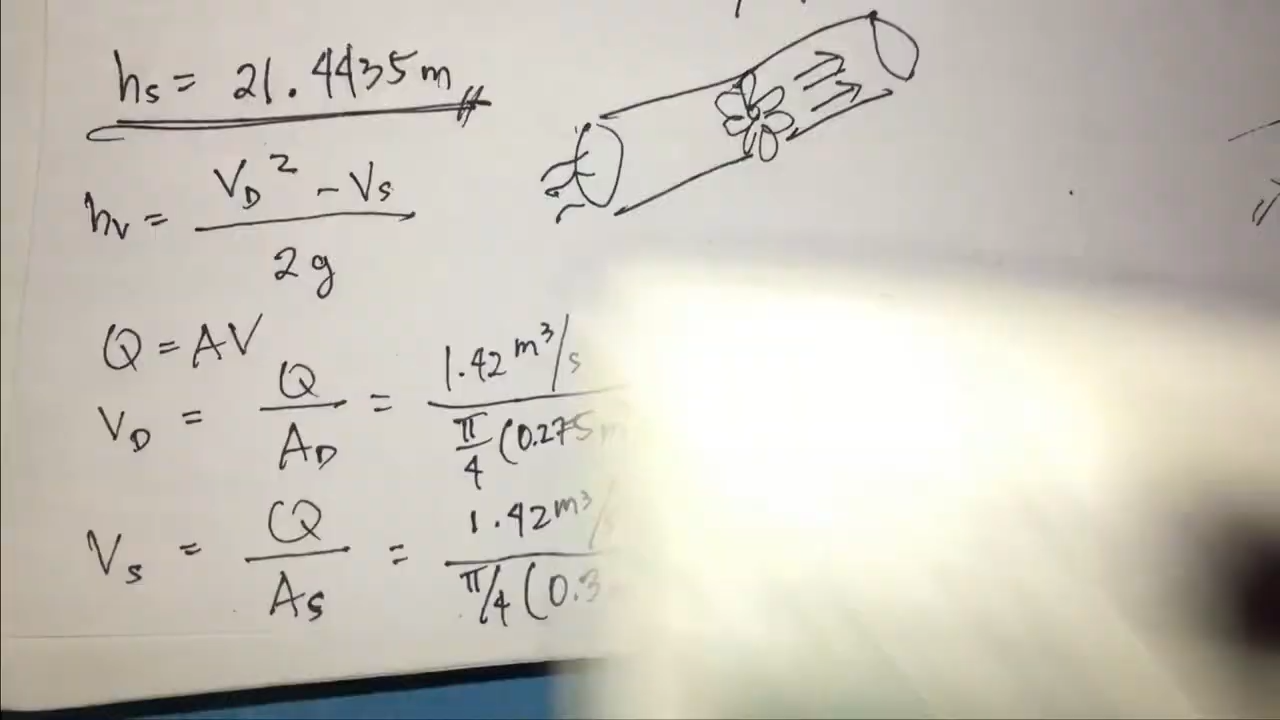 hs = 21.4435 m
hv = (VD² - Vs) / 2g
Q = AV
VD = Q / AD = 1.42 m³/s / π/4 (0.275
Vs = Q / As = 1.42 m³/ / π/4 (0.3